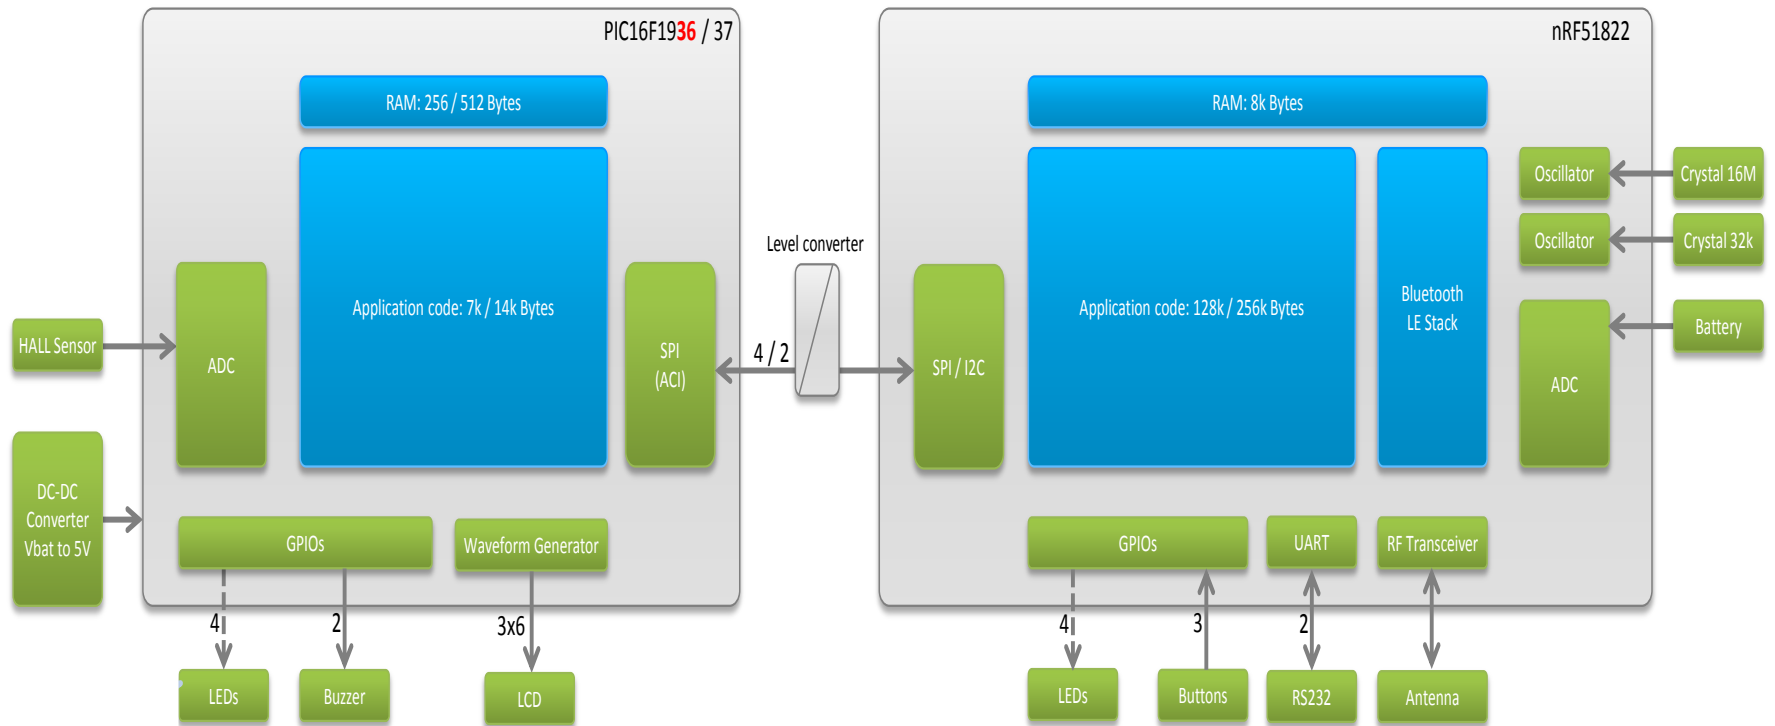 PIC16F1936 / 37
RAM: 256 / 512 Bytes
Application code: 7k / 14k Bytes
ADC
SPI
(ACI)
HALL Sensor
DC-DC
Converter
Vbat to 5V
GPIOs
Waveform Generator
4
2
3x6
LEDs
Buzzer
LCD
Level converter
4 / 2
nRF51822
RAM: 8k Bytes
Application code: 128k / 256k Bytes
Bluetooth
LE Stack
SPI / I2C
Oscillator
Crystal 16M
Oscillator
Crystal 32k
Battery
ADC
GPIOs
UART
RF Transceiver
4
3
2
LEDs
Buttons
RS232
Antenna